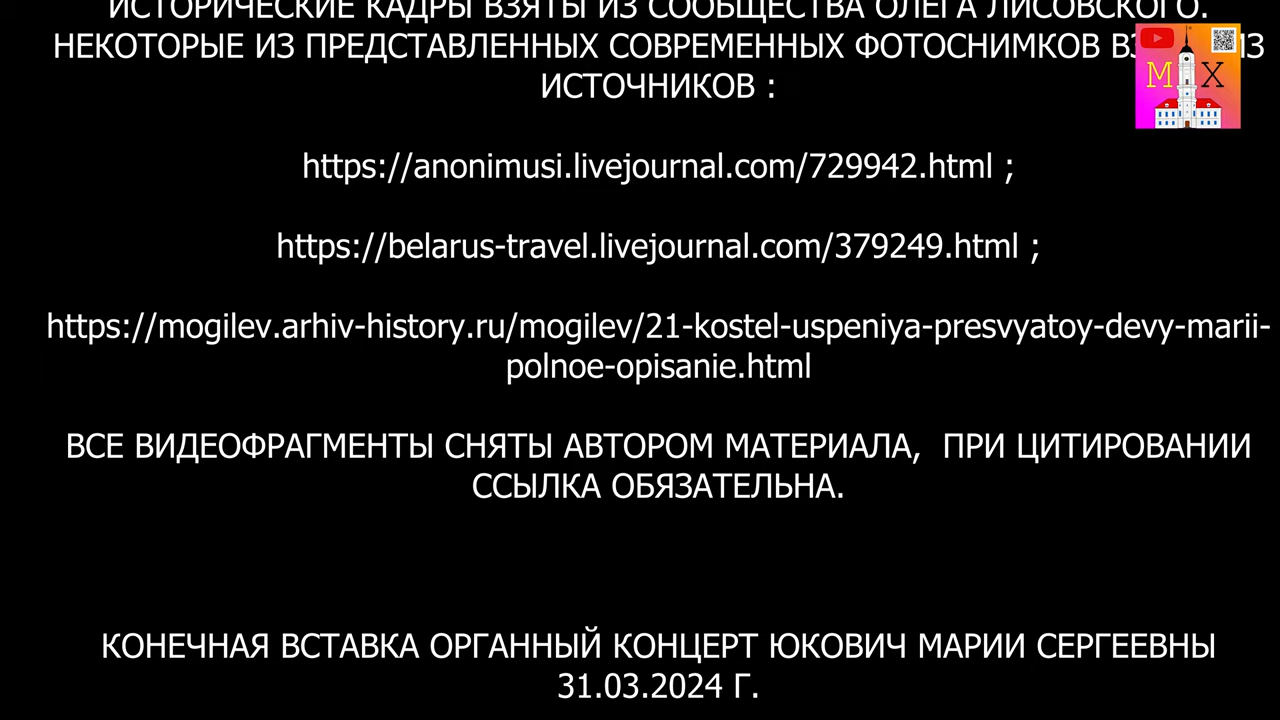 ИСТОРИЧЕСКИЕ КАДРЫ ВЗЯТЫ ИЗ СООБЩЕСТВА ОЛЕГА ЛИСОВСКОГО.
НЕКОТОРЫЕ ИЗ ПРЕДСТАВЛЕННЫХ СОВРЕМЕННЫХ ФОТОСНИМКОВ ИЗ
ИСТОЧНИКОВ :
М Х
https://anonimusi.livejournal.com/729942.html ;
https://belarus-travel.livejournal.com/379249.html ;
https://mogilev.arhiv-history.ru/mogilev/21-kostel-uspeniya-presvyatoy-devy-marii-
polnoe-opisanie.html
ВСЕ ВИДЕОФРАГМЕНТЫ СНЯТЫ АВТОРОМ МАТЕРИАЛА,  ПРИ ЦИТИРОВАНИИ
ССЫЛКА ОБЯЗАТЕЛЬНА.
КОНЕЧНАЯ ВСТАВКА ОРГАННЫЙ КОНЦЕРТ ЮКОВИЧ МАРИИ СЕРГЕЕВНЫ
31.03.2024 Г.